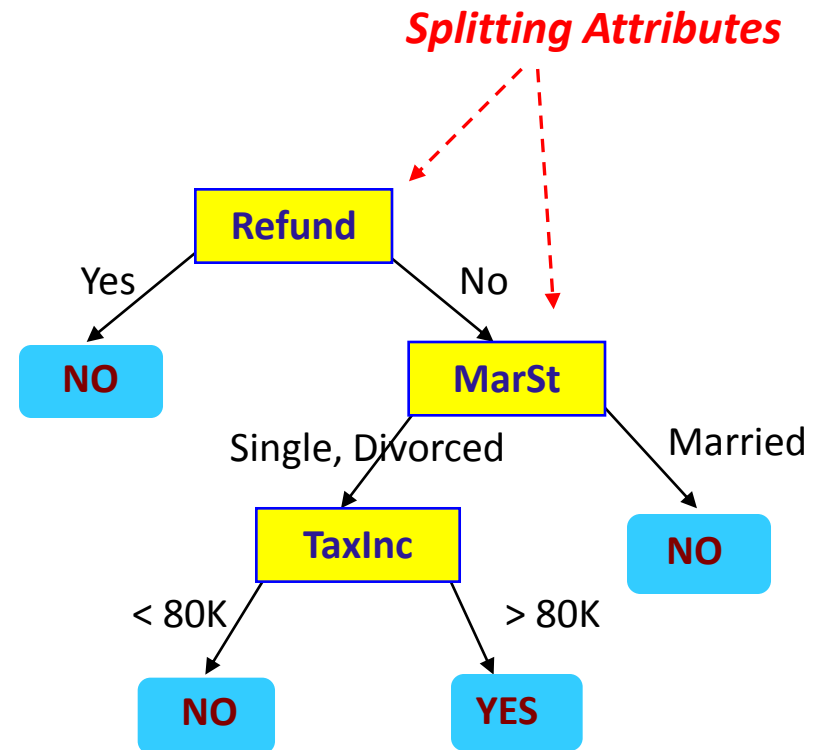 Splitting Attributes
Refund
Yes
No
NO
MarSt
Single, Divorced
Married
TaxInc
NO
< 80K
> 80K
NO
YES